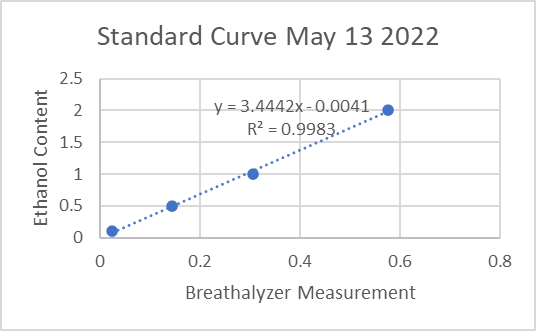 Standard Curve May 13 2022
2.5
y = 3.4442x - 0.0041
2
R² = 0.9983
1.5
1
0.5
0
Ethanol Content
0 0.2 0.4 0.6 0.8
Breathalyzer Measurement